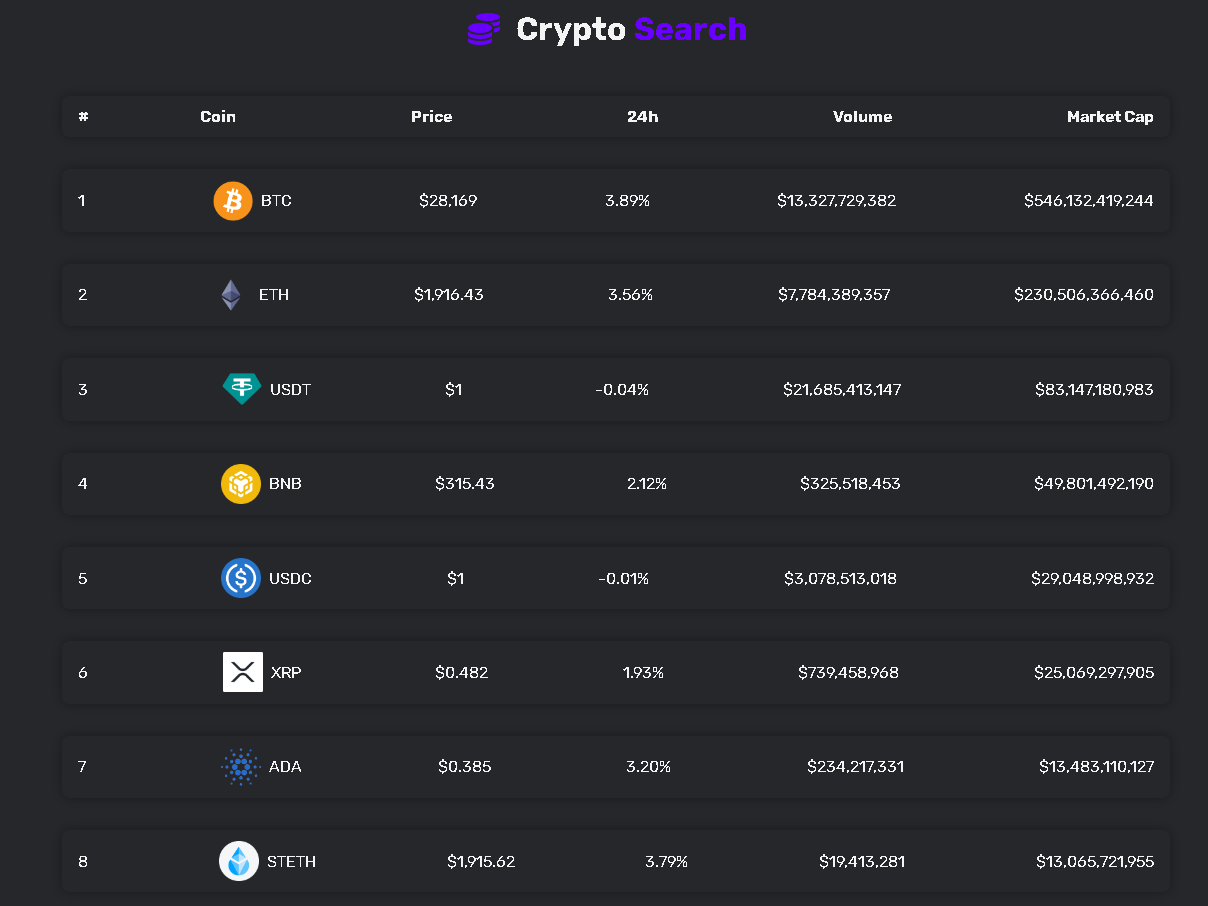 Crypto Search
# Coin Price 24h Volume Market Cap
1 BTC $28,169 3.89% $13,327,729,382 $546,132,419,244
2 ETH $1,916.43 3.56% $7,784,389,357 $230,506,366,460
3 USDT $1 -0.04% $21,685,413,147 $83,147,180,983
4 BNB $315.43 2.12% $325,518,453 $49,801,492,190
5 USDC $1 -0.01% $3,078,513,018 $29,048,998,932
6 XRP $0.482 1.93% $739,458,968 $25,069,297,905
7 ADA $0.385 3.20% $234,217,331 $13,483,110,127
8 STETH $1,915.62 3.79% $19,413,281 $13,065,721,955